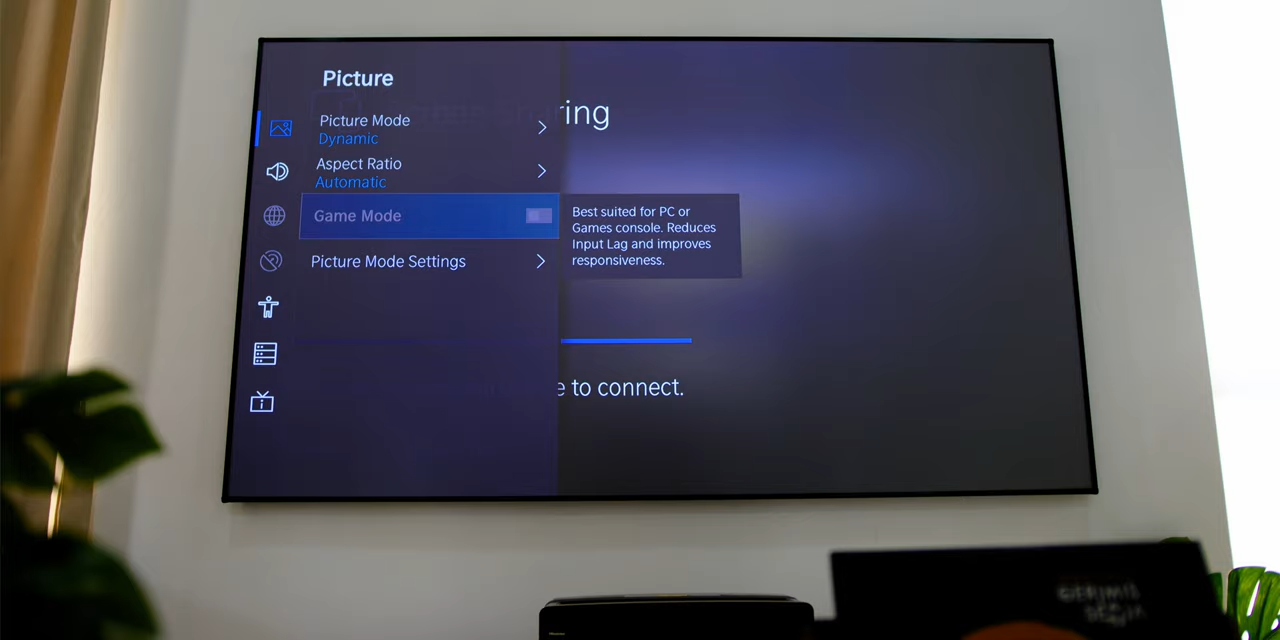 Picture
Picture Mode
Dynamic
Aspect Ratio
Automatic
Game Mode
Picture Mode Settings
Best suited for PC or
Games console. Reduces
Input Lag and improves
responsiveness.
ring
e to connect.
GERIMIS